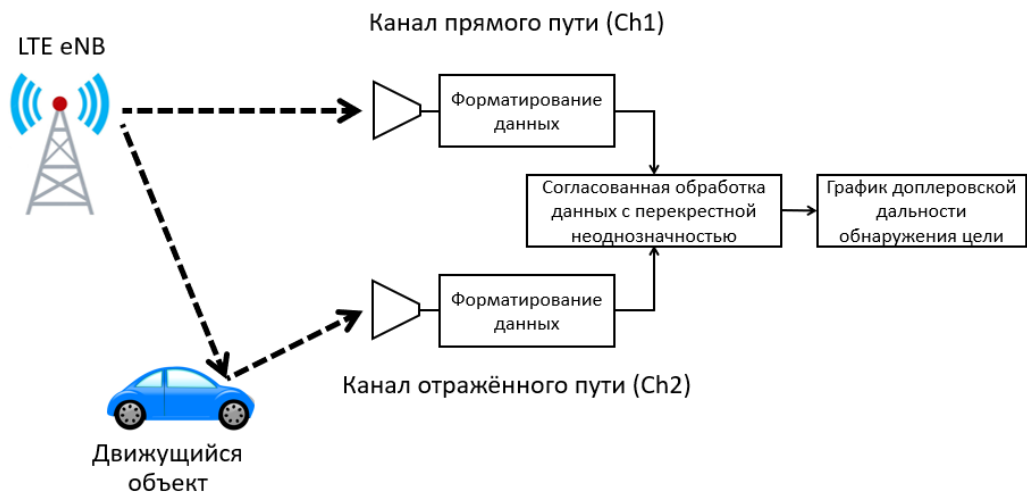 Канал прямого пути (Ch1)
LTE eNB
Форматирование
данных
Согласованная обработка
данных с перекрестной
неоднозначностью
График доплеровской
дальности
обнаружения цели
Форматирование
данных
Канал отражённого пути (Ch2)
Движущийся
объект